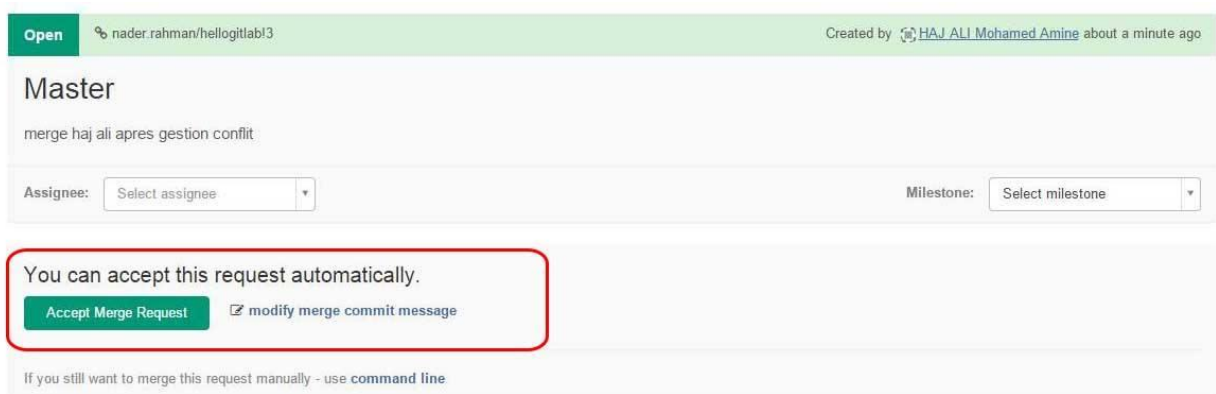 Open nader.rahman/hellogitlab!3 Created by HAJ ALI Mohamed Amine about a minute ago
Master
merge haj ali apres gestion conflit
Assignee: Select assignee Milestone: Select milestone
You can accept this request automatically.
Accept Merge Request modify merge commit message
If you still want to merge this request manually - use command line